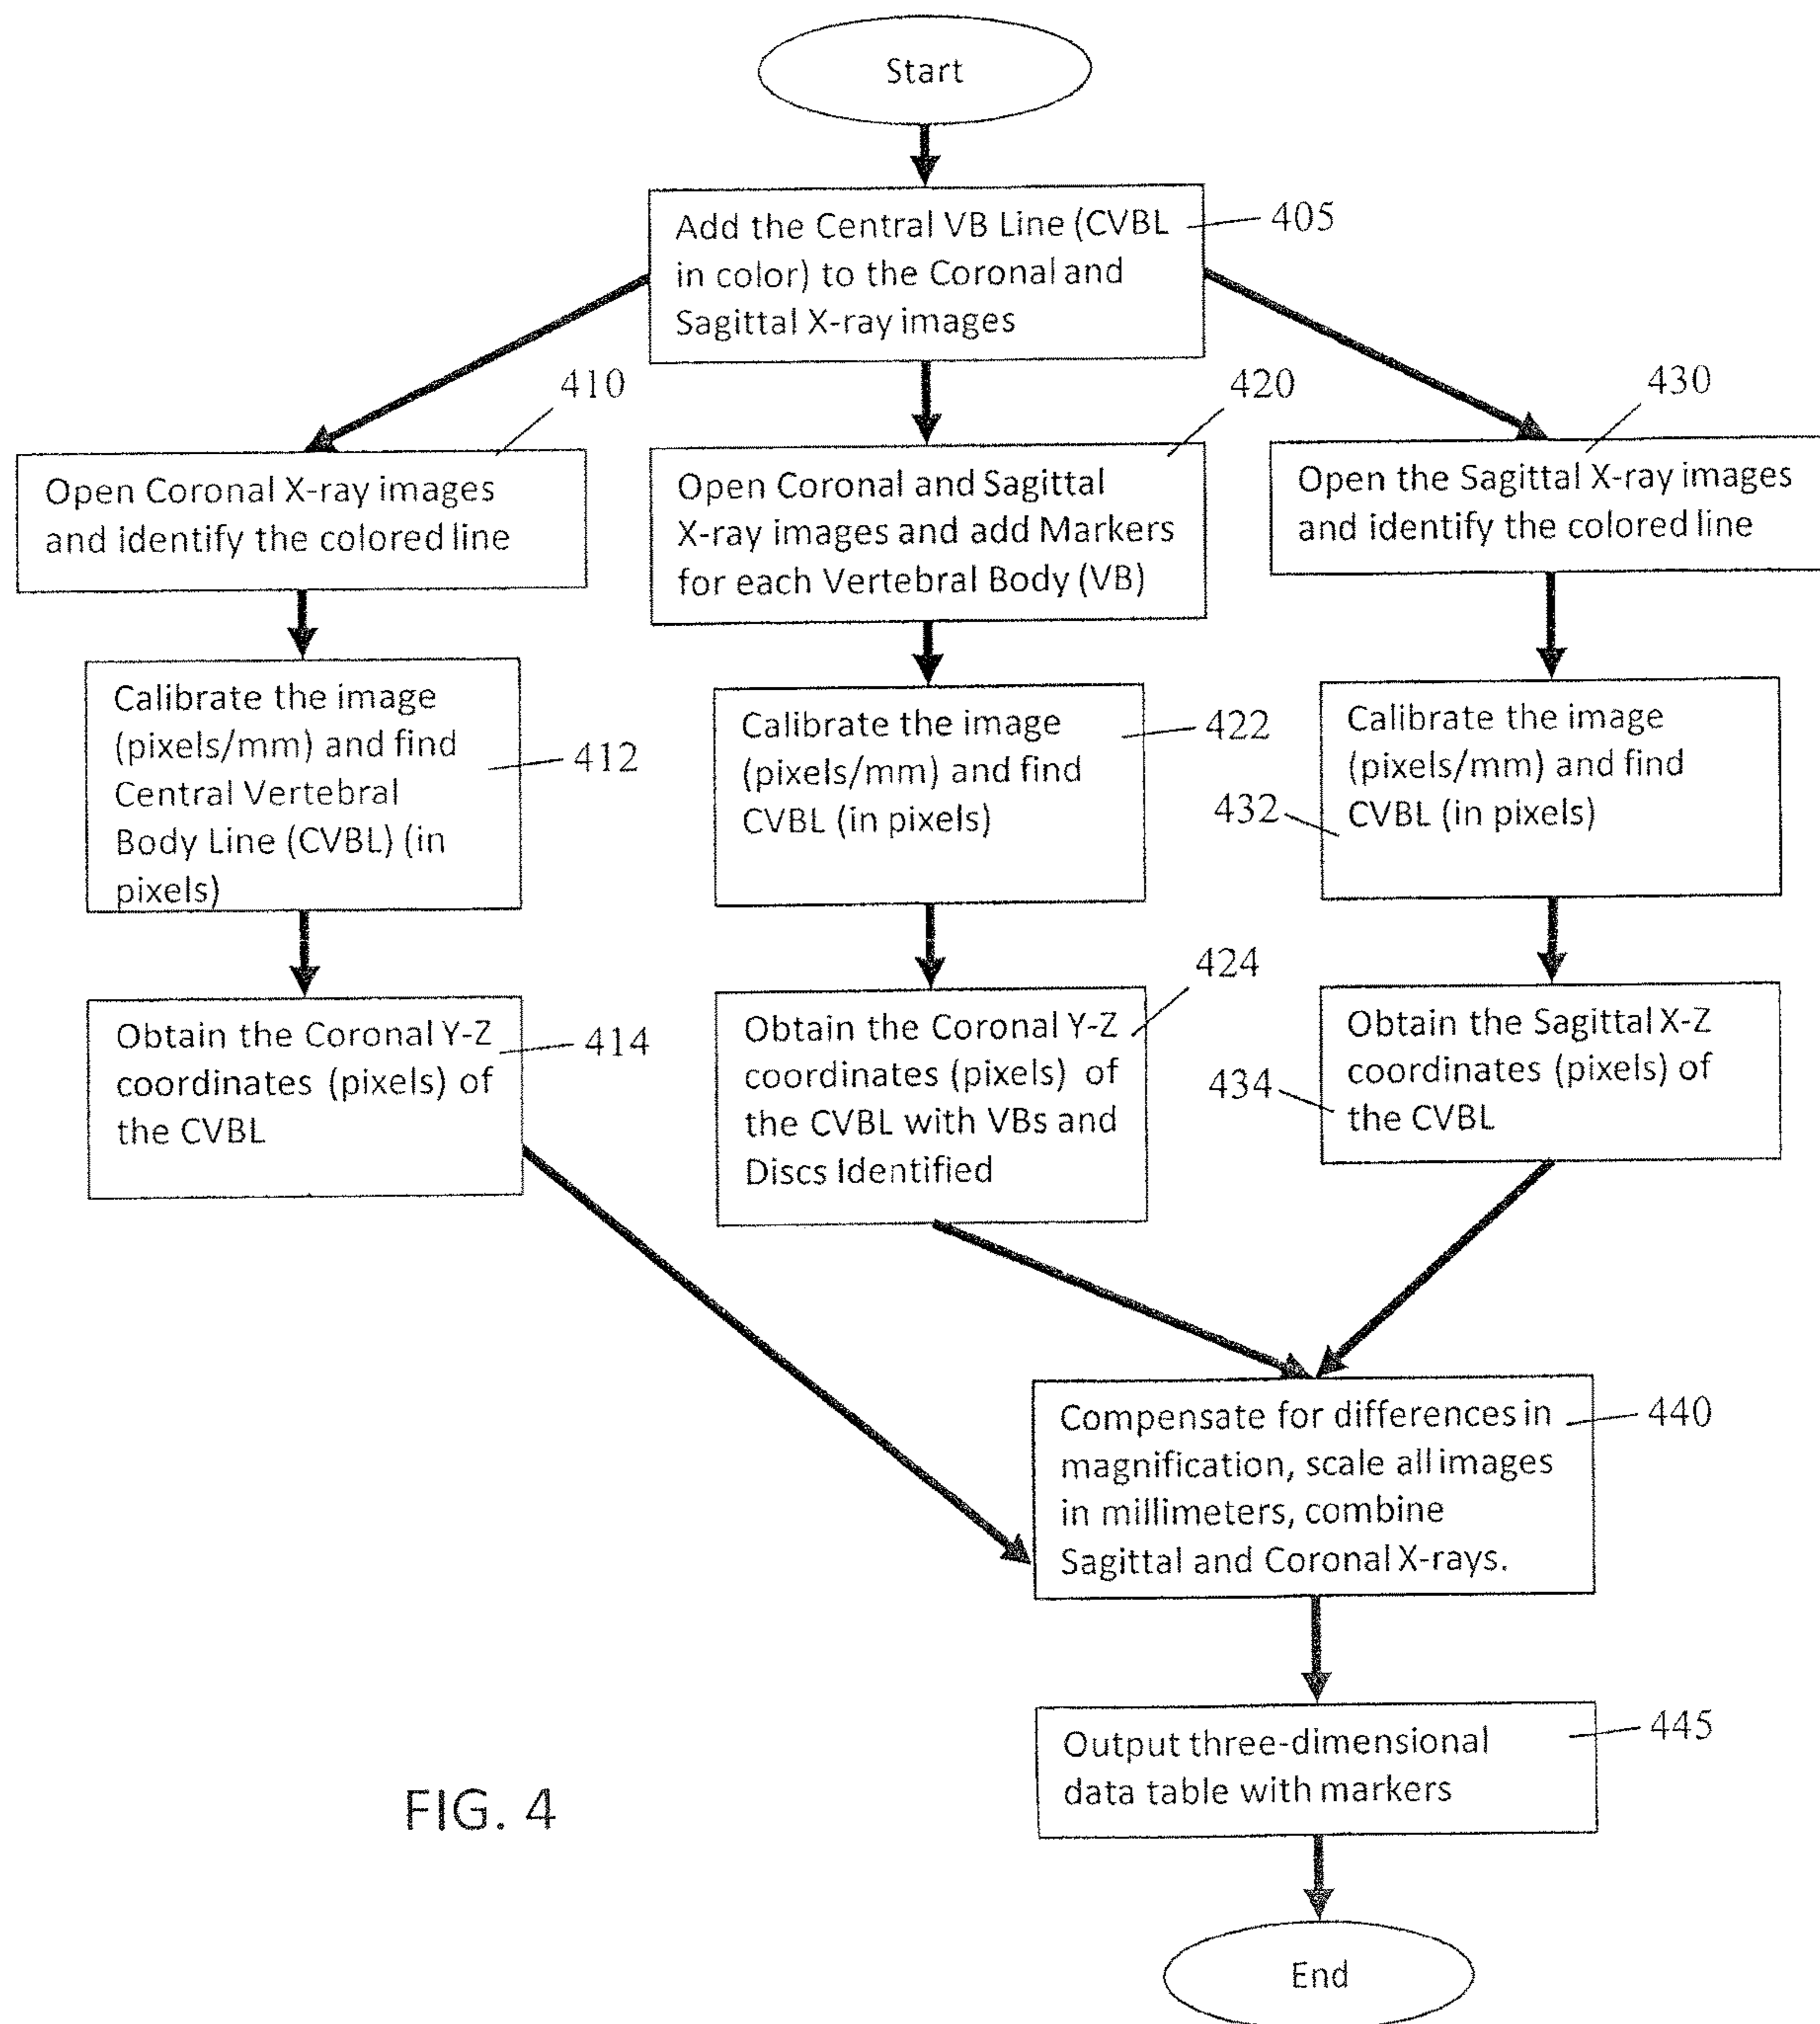 Start
Add the Central VB Line (CVBL
in color) to the Coronal and
Sagittal X-ray images
405
410
Open Coronal X-ray images
and identify the colored line
420
Open Coronal and Sagittal
X-ray images and add Markers
for each Vertebral Body (VB)
430
Open the Sagittal X-ray images
and identify the colored line
Calibrate the image
(pixels/mm) and find
Central Vertebral
Body Line (CVBL) (in
pixels)
412
Calibrate the image
(pixels/mm) and find
CVBL (in pixels)
422
Calibrate the image
(pixels/mm) and find
CVBL (in pixels)
432
Obtain the Coronal Y-Z
coordinates (pixels) of
the CVBL
414
Obtain the Coronal Y-Z
coordinates (pixels) of
the CVBL with VBs and
Discs Identified
424
Obtain the Sagittal X-Z
coordinates (pixels) of
the CVBL
434
Compensate for differences in
magnification, scale all images
in millimeters, combine
Sagittal and Coronal X-rays.
440
Output three-dimensional
data table with markers
445
FIG. 4
End